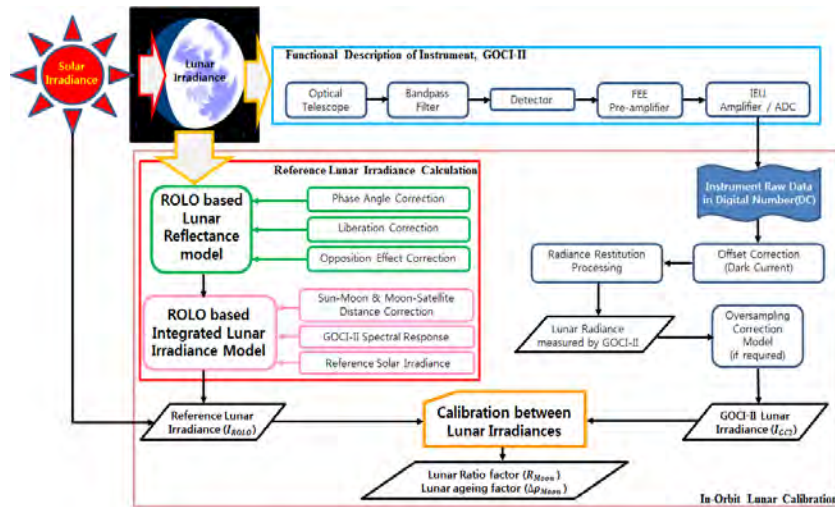 Solar
Irradiance
Lunar
Irradiance
Functional Description of Instrument, GOCI-II
Optical
Telescope
Bandpass
Filter
Detector
FEE
Pre-amplifier
IEU
Amplifier / ADC
Reference Lunar Irradiance Calculation
ROLO based
Lunar
Reflectance
model
Phase Angle Correction
Liberation Correction
Opposition Effect Correction
ROLO based
Integrated Lunar
Irradiance Model
Sun-Moon & Moon-Satellite
Distance Correction
GOCI-II Spectral Response
Reference Solar Irradiance
Instrument Raw Data
in Digital Number(DC)
Radiance Restitution
Processing
Offset Correction
(Dark Current)
Lunar Radiance
measured by GOCI-II
Oversampling
Correction
Model
(if required)
Reference Lunar
Irradiance (I_ROLO)
Calibration between
Lunar Irradiances
GOCI-II Lunar
Irradiance (I_GC2)
Lunar Ratio factor (R_Moon)
Lunar ageing factor (Δρ_Moon)
In-Orbit Lunar Calibration